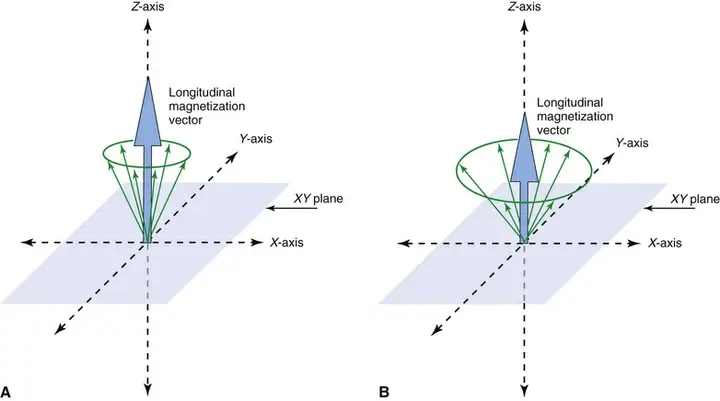 Z-axis
Longitudinal
magnetization
vector
Y-axis
XY plane
X-axis
A
Z-axis
Longitudinal
magnetization
vector
Y-axis
XY plane
X-axis
B